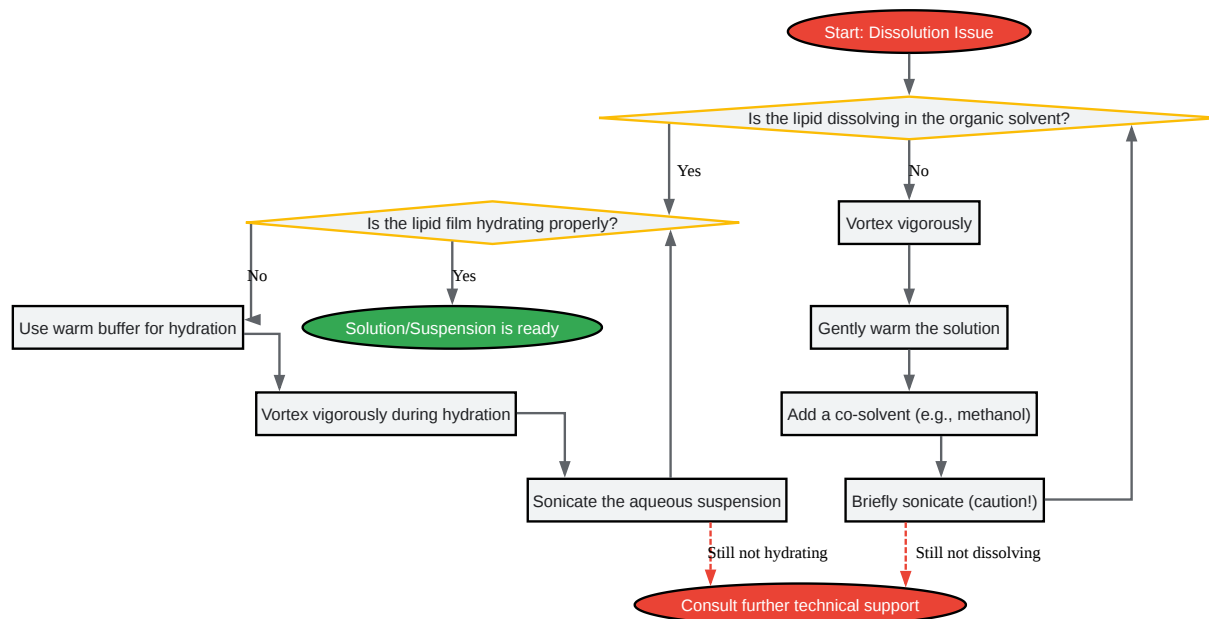 Start: Dissolution Issue
Is the lipid dissolving in the organic solvent?
Yes
No
Is the lipid film hydrating properly?
Vortex vigorously
No
Yes
Use warm buffer for hydration
Solution/Suspension is ready
Gently warm the solution
Vortex vigorously during hydration
Add a co-solvent (e.g., methanol)
Sonicate the aqueous suspension
Briefly sonicate (caution!)
Still not hydrating
Still not dissolving
Consult further technical support